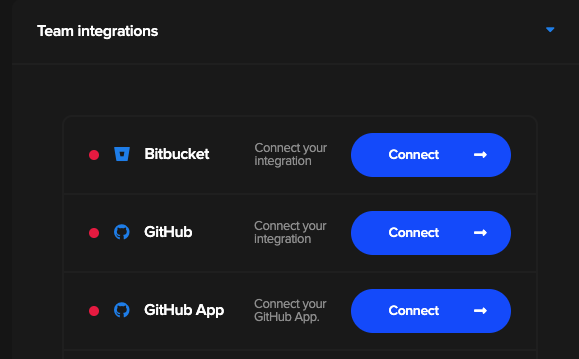 Team integrations
Bitbucket
Connect your
integration
Connect
GitHub
Connect your
integration
Connect
GitHub App
Connect your
GitHub App.
Connect